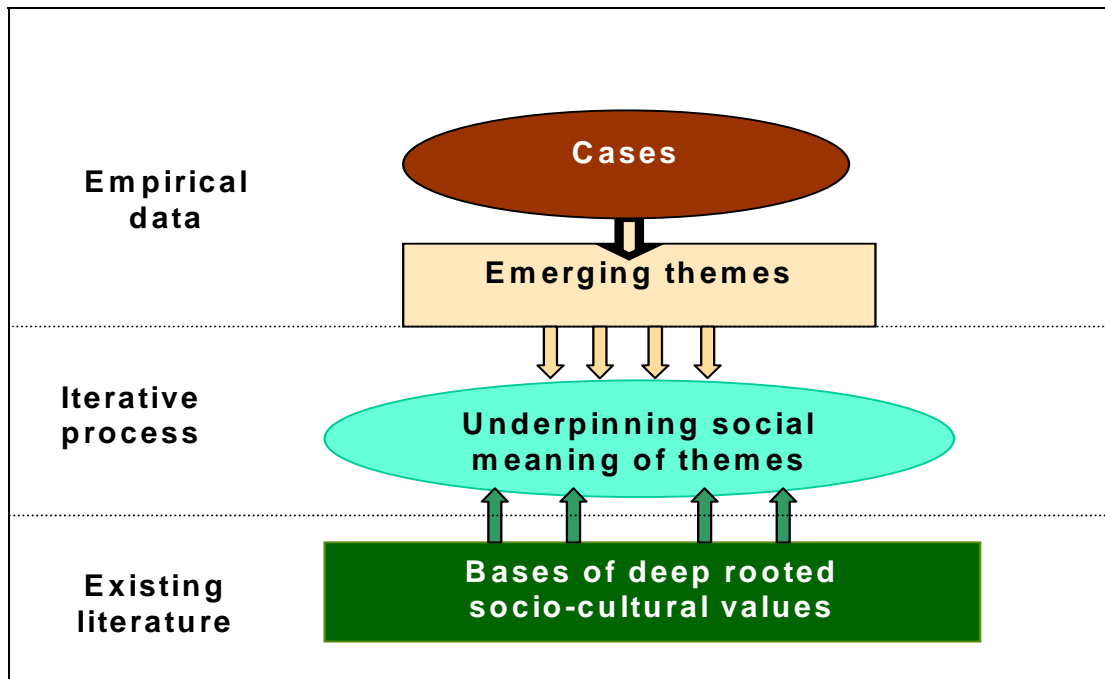 Cases
Empirical
data
Emerging themes
Iterative
process
Underpinning social
meaning of themes
Existing
literature
Bases of deep rooted
socio-cultural values